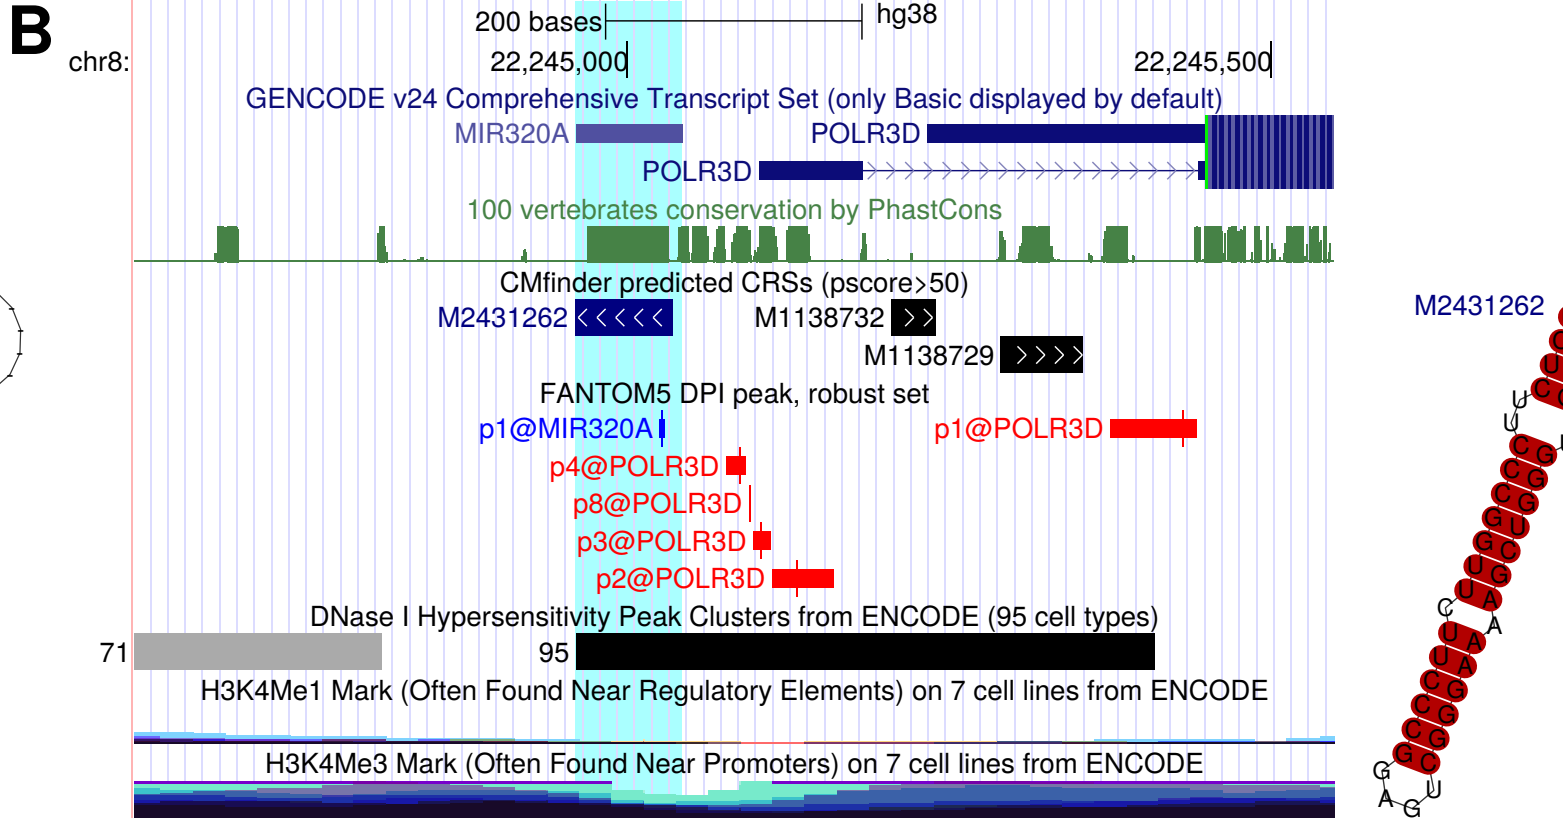 B
200 bases hg38
chr8: 22,245,000 22,245,500
GENCODE v24 Comprehensive Transcript Set (only Basic displayed by default)
MIR320A POLR3D
POLR3D
100 vertebrates conservation by PhastCons
CMfinder predicted CRSs (pscore>50)
M2431262 M1138732
M1138729
M2431262
FANTOM5 DPI peak, robust set
p1@MIR320A p1@POLR3D
p4@POLR3D
p8@POLR3D
p3@POLR3D
p2@POLR3D
DNase I Hypersensitivity Peak Clusters from ENCODE (95 cell types)
71 95
H3K4Me1 Mark (Often Found Near Regulatory Elements) on 7 cell lines from ENCODE
H3K4Me3 Mark (Often Found Near Promoters) on 7 cell lines from ENCODE
U
C
U
U
C G
C G
C G
G U
G C
U G
U A
C A
U A
U A
C G
C G
C G
G C
G U
A G